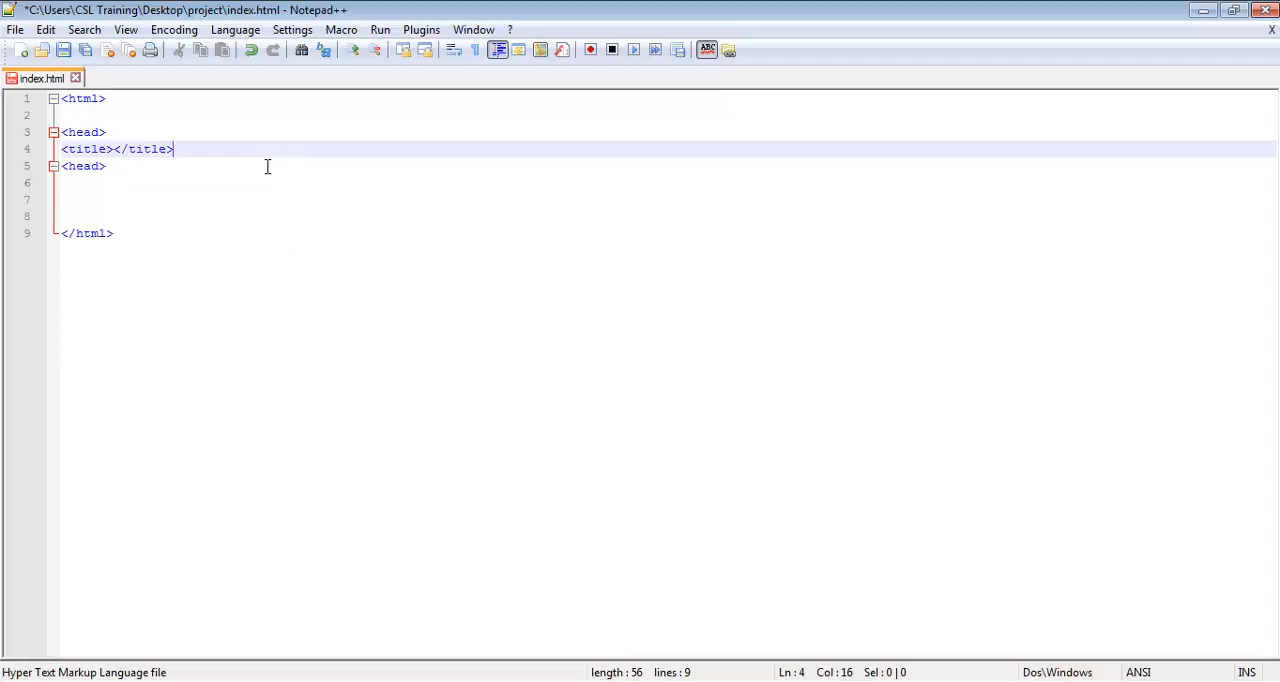 *C:\Users\CSL Training\Desktop\project\index.html - Notepad++
File Edit Search View Encoding Language Settings Macro Run Plugins Window ? X
ABC
index.html
1 <html>
2
3 <head>
4 <title></title>
5 <head>
6
7
8
9 </html>
Hyper Text Markup Language file length : 56 lines : 9 Ln : 4 Col : 16 Sel : 0 | 0 Dos\Windows ANSI INS